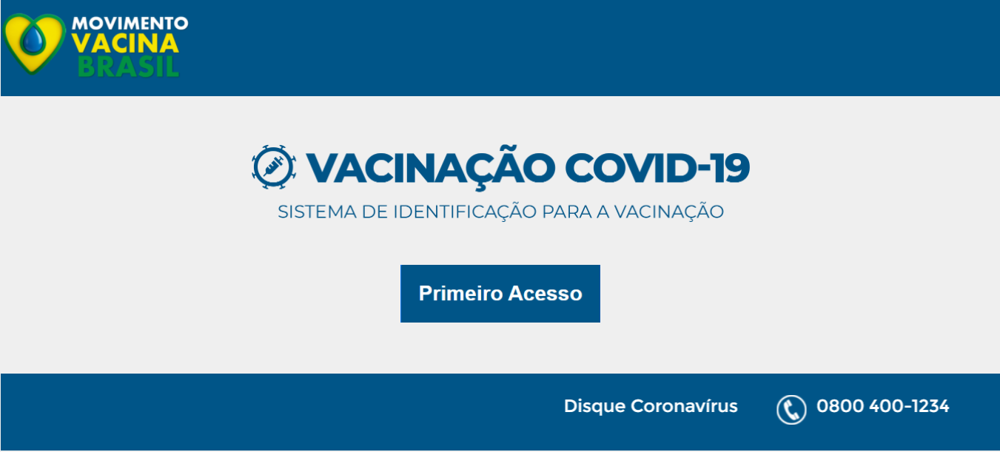 MOVIMENTO
VACINA
BRASIL
VACINAÇÃO COVID-19
SISTEMA DE IDENTIFICAÇÃO PARA A VACINAÇÃO
Primeiro Acesso
Disque Coronavírus 0800 400-1234